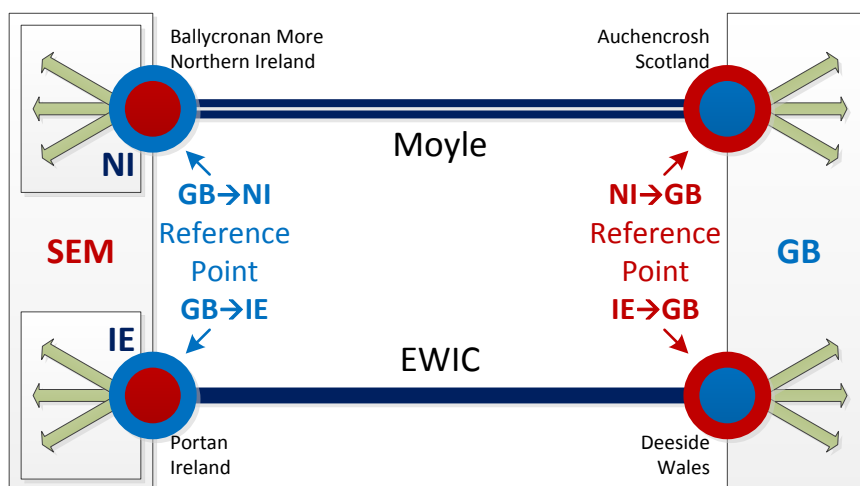 Ballycronan More
Northern Ireland
Auchencrosh
Scotland
Moyle
NI
GB→NI
Reference
Point
GB→IE
NI→GB
Reference
Point
IE→GB
SEM
GB
IE
EWIC
Portan
Ireland
Deeside
Wales